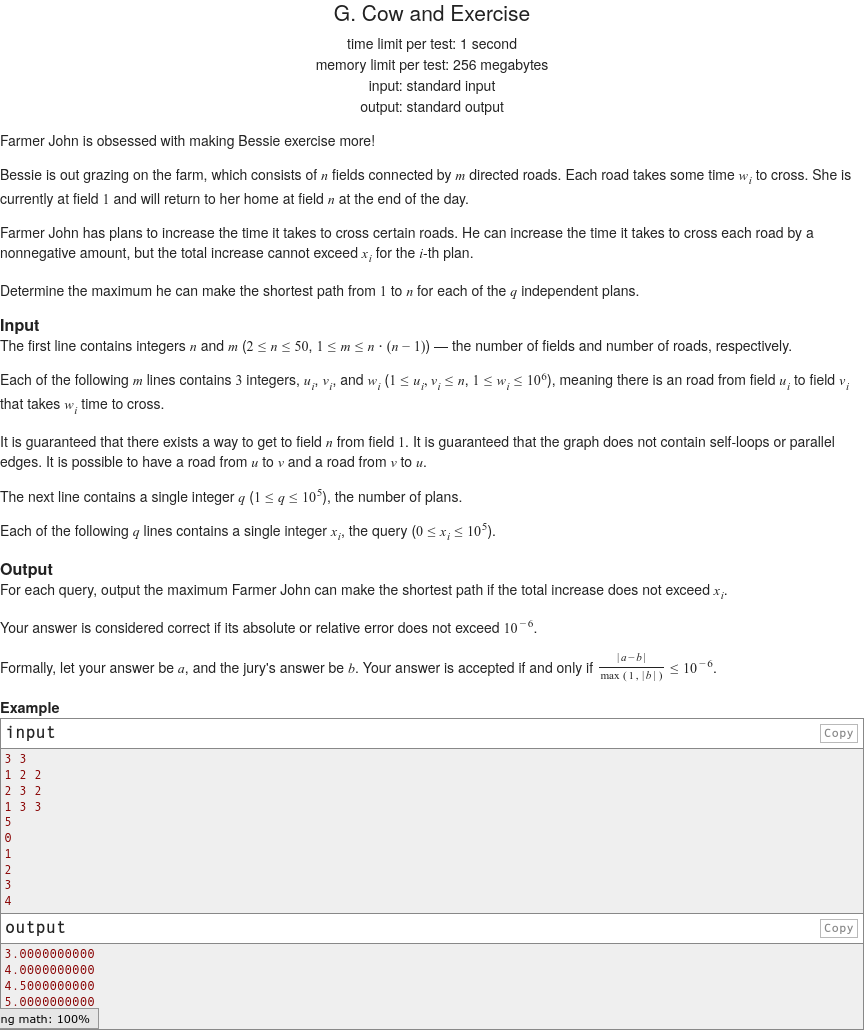 G. Cow and Exercise
time limit per test: 1 second
memory limit per test: 256 megabytes
input: standard input
output: standard output
Farmer John is obsessed with making Bessie exercise more!
Bessie is out grazing on the farm, which consists of n fields connected by m directed roads. Each road takes some time w_i to cross. She is
currently at field 1 and will return to her home at field n at the end of the day.
Farmer John has plans to increase the time it takes to cross certain roads. He can increase the time it takes to cross each road by a
nonnegative amount, but the total increase cannot exceed x_i for the i-th plan.
Determine the maximum he can make the shortest path from 1 to n for each of the q independent plans.
Input
The first line contains integers n and m (2 ≤ n ≤ 50, 1 ≤ m ≤ n · (n − 1)) — the number of fields and number of roads, respectively.
Each of the following m lines contains 3 integers, u_i, v_i, and w_i (1 ≤ u_i, v_i ≤ n, 1 ≤ w_i ≤ 10^6), meaning there is an road from field u_i to field v_i
that takes w_i time to cross.
It is guaranteed that there exists a way to get to field n from field 1. It is guaranteed that the graph does not contain self-loops or parallel
edges. It is possible to have a road from u to v and a road from v to u.
The next line contains a single integer q (1 ≤ q ≤ 10^5), the number of plans.
Each of the following q lines contains a single integer x_i, the query (0 ≤ x_i ≤ 10^5).
Output
For each query, output the maximum Farmer John can make the shortest path if the total increase does not exceed x_i.
Your answer is considered correct if its absolute or relative error does not exceed 10^−6.
Formally, let your answer be a, and the jury's answer be b. Your answer is accepted if and only if |a−b| / max (1, |b|) ≤ 10^−6.
Example
input
Copy
3 3
1 2 2
2 3 2
1 3 3
5
0
1
2
3
4
output
Copy
3.0000000000
4.0000000000
4.5000000000
5.0000000000
ng math: 100%